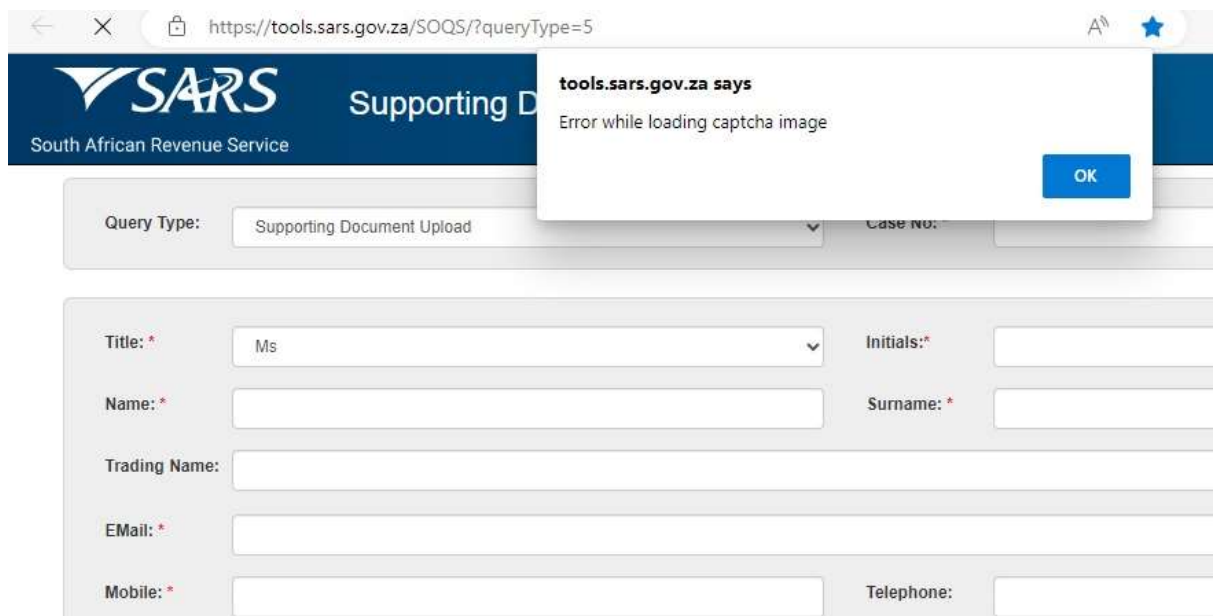 https://tools.sars.gov.za/SOQS/?queryType=5
SARS
South African Revenue Service
Supporting D
tools.sars.gov.za says
Error while loading captcha image
OK
Query Type:
Supporting Document Upload
Case No: *
Title: *
Ms
Initials:*
Name: *
Surname: *
Trading Name:
EMail: *
Mobile: *
Telephone: